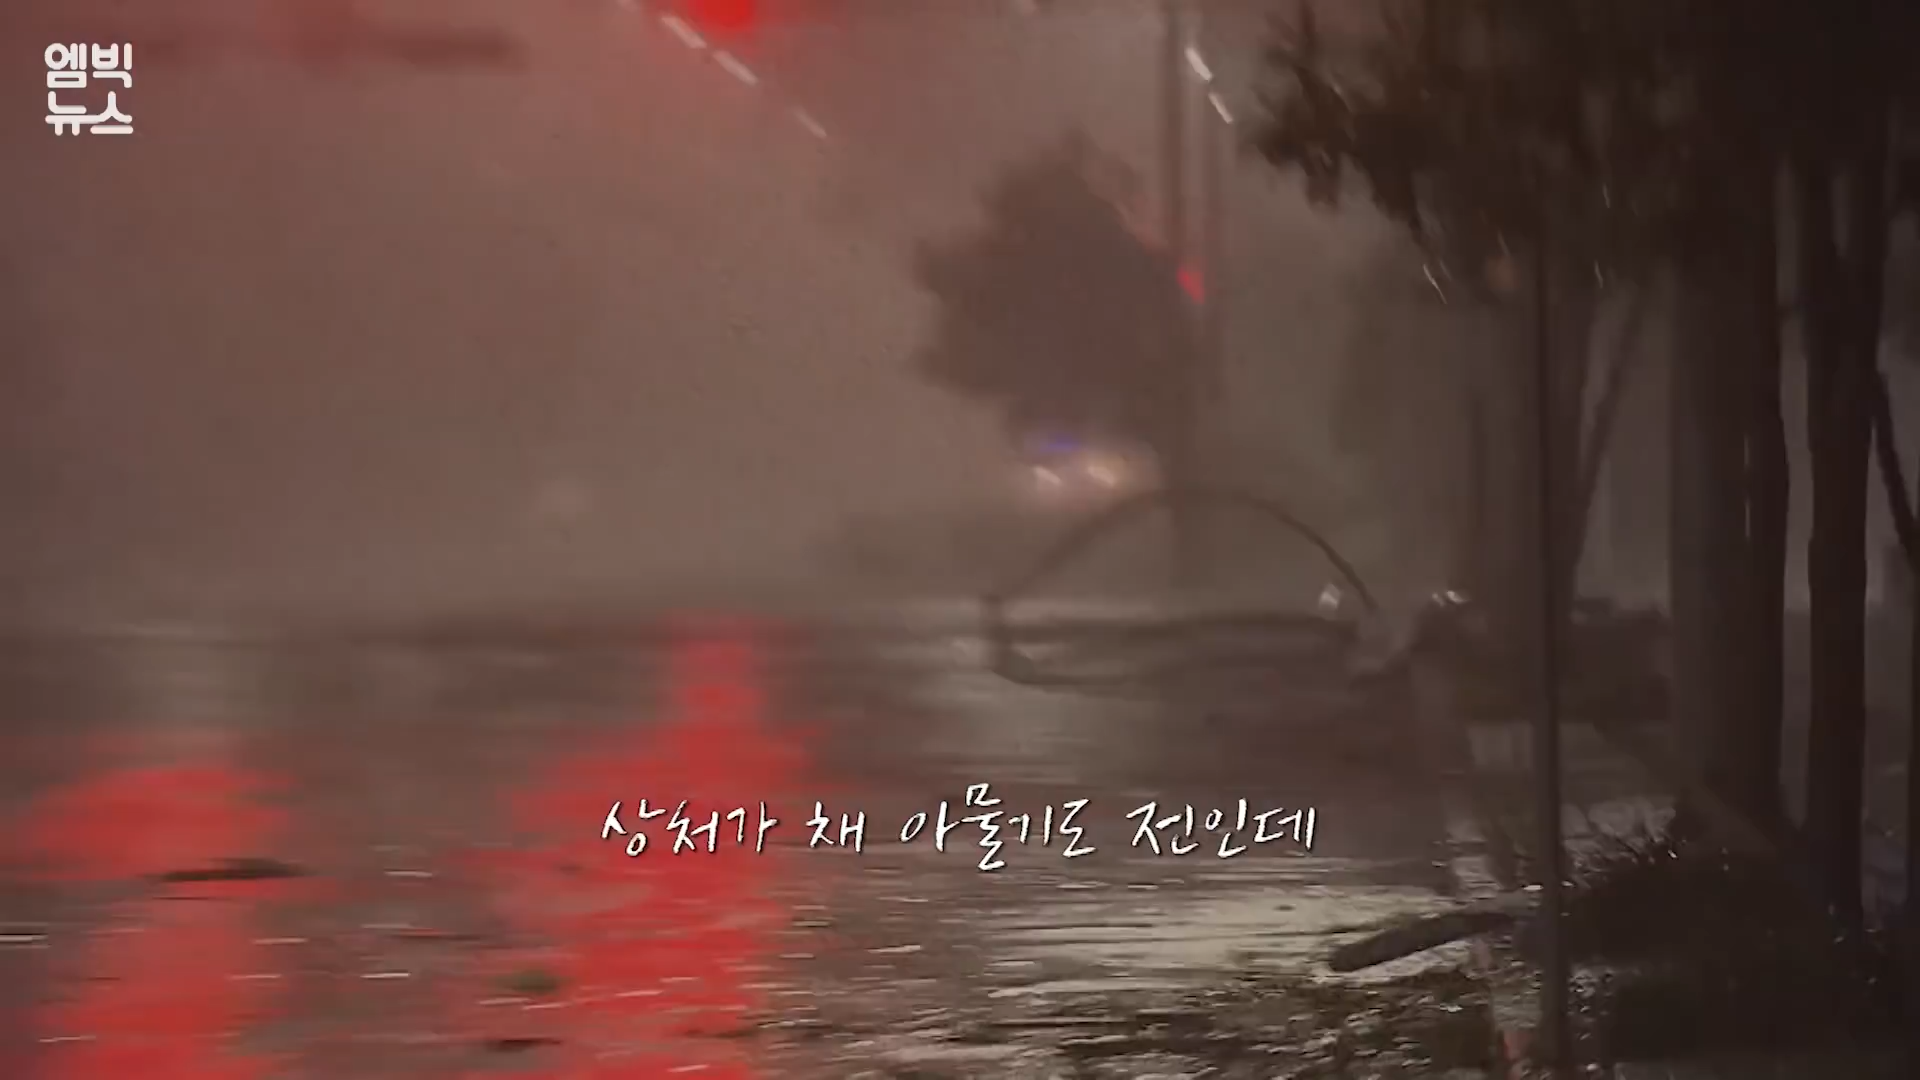 엠빅
뉴스
상처가 채 아물기도 전인데